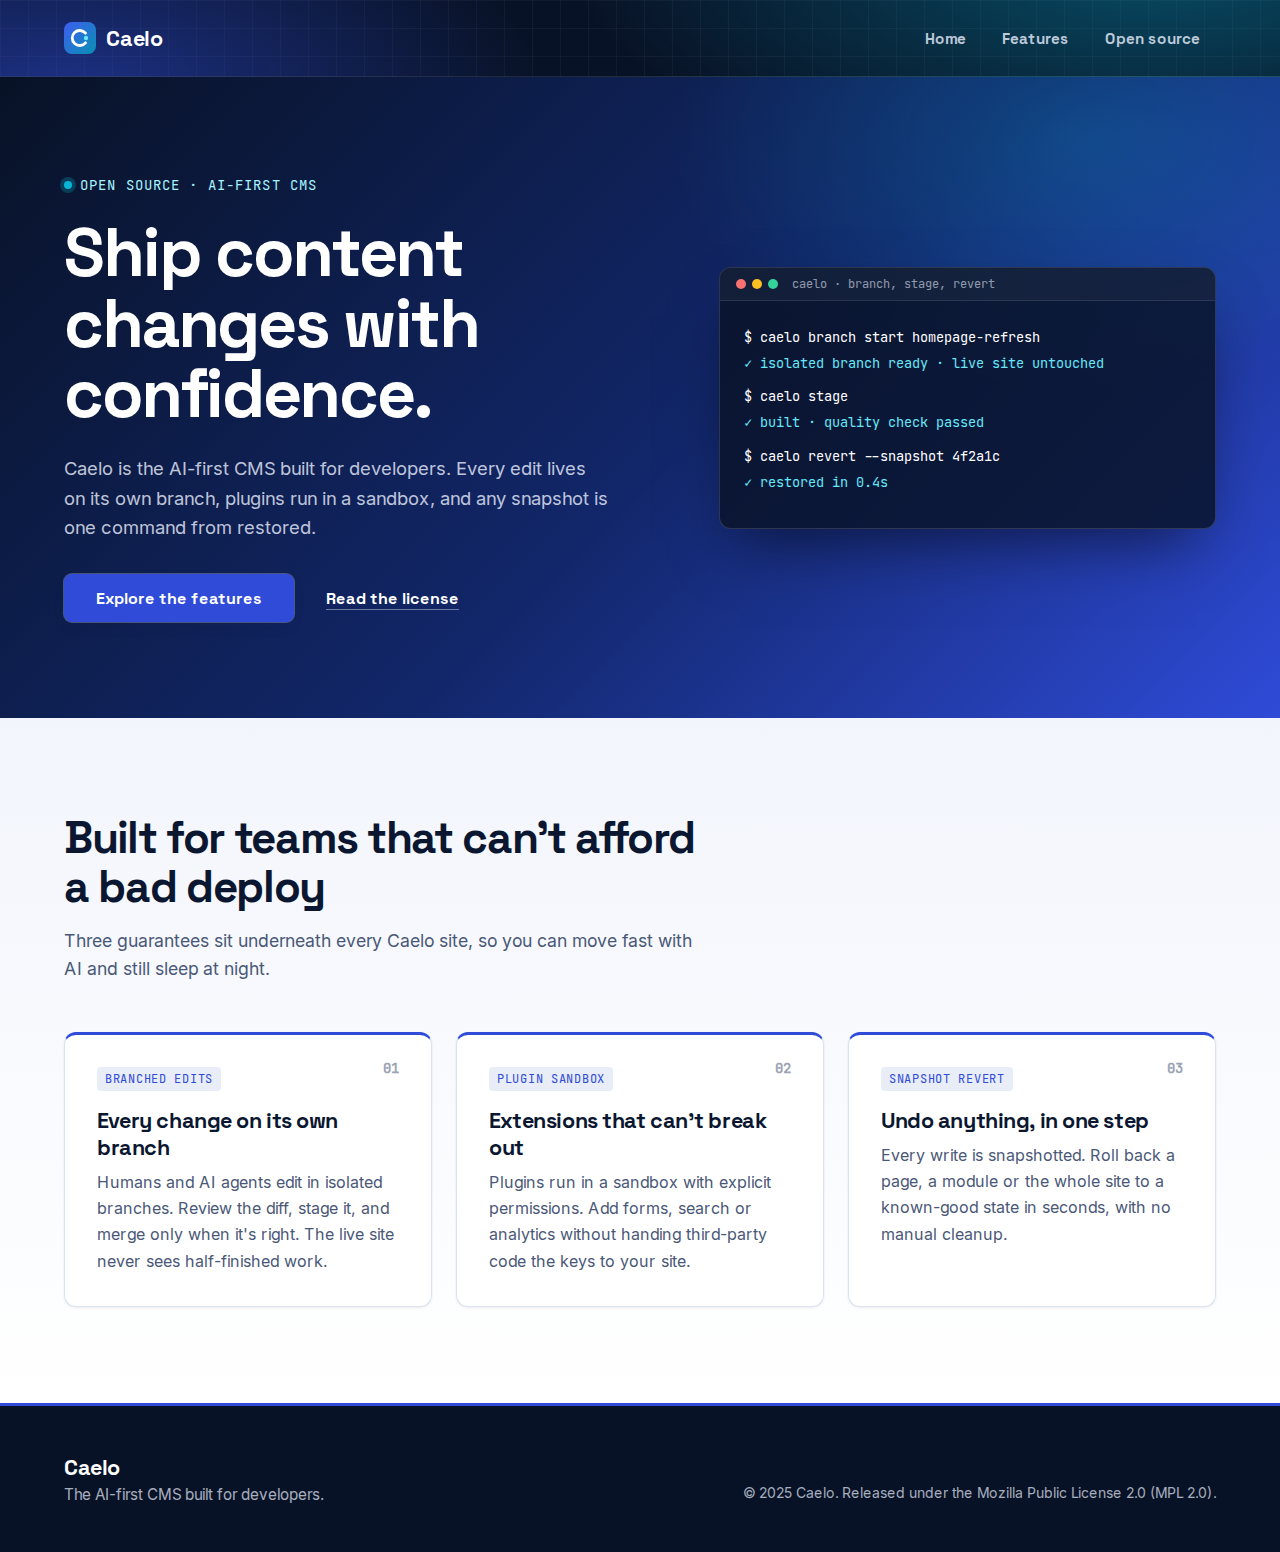 Caelo
Home
Features
Open source
OPEN SOURCE · AI-FIRST CMS
Ship content
changes with
confidence.
Caelo is the AI-first CMS built for developers. Every edit lives
on its own branch, plugins run in a sandbox, and any snapshot is
one command from restored.
Explore the features
Read the license
caelo · branch, stage, revert
$ caelo branch start homepage-refresh
✓ isolated branch ready · live site untouched
$ caelo stage
✓ built · quality check passed
$ caelo revert --snapshot 4f2a1c
✓ restored in 0.4s
Built for teams that can’t afford
a bad deploy
Three guarantees sit underneath every Caelo site, so you can move fast with
AI and still sleep at night.
01
BRANCHED EDITS
Every change on its own
branch
Humans and AI agents edit in isolated
branches. Review the diff, stage it, and
merge only when it's right. The live site
never sees half-finished work.
02
PLUGIN SANDBOX
Extensions that can’t break
out
Plugins run in a sandbox with explicit
permissions. Add forms, search or
analytics without handing third-party
code the keys to your site.
03
SNAPSHOT REVERT
Undo anything, in one step
Every write is snapshotted. Roll back a
page, a module or the whole site to a
known-good state in seconds, with no
manual cleanup.
Caelo
The AI-first CMS built for developers.
© 2025 Caelo. Released under the Mozilla Public License 2.0 (MPL 2.0).